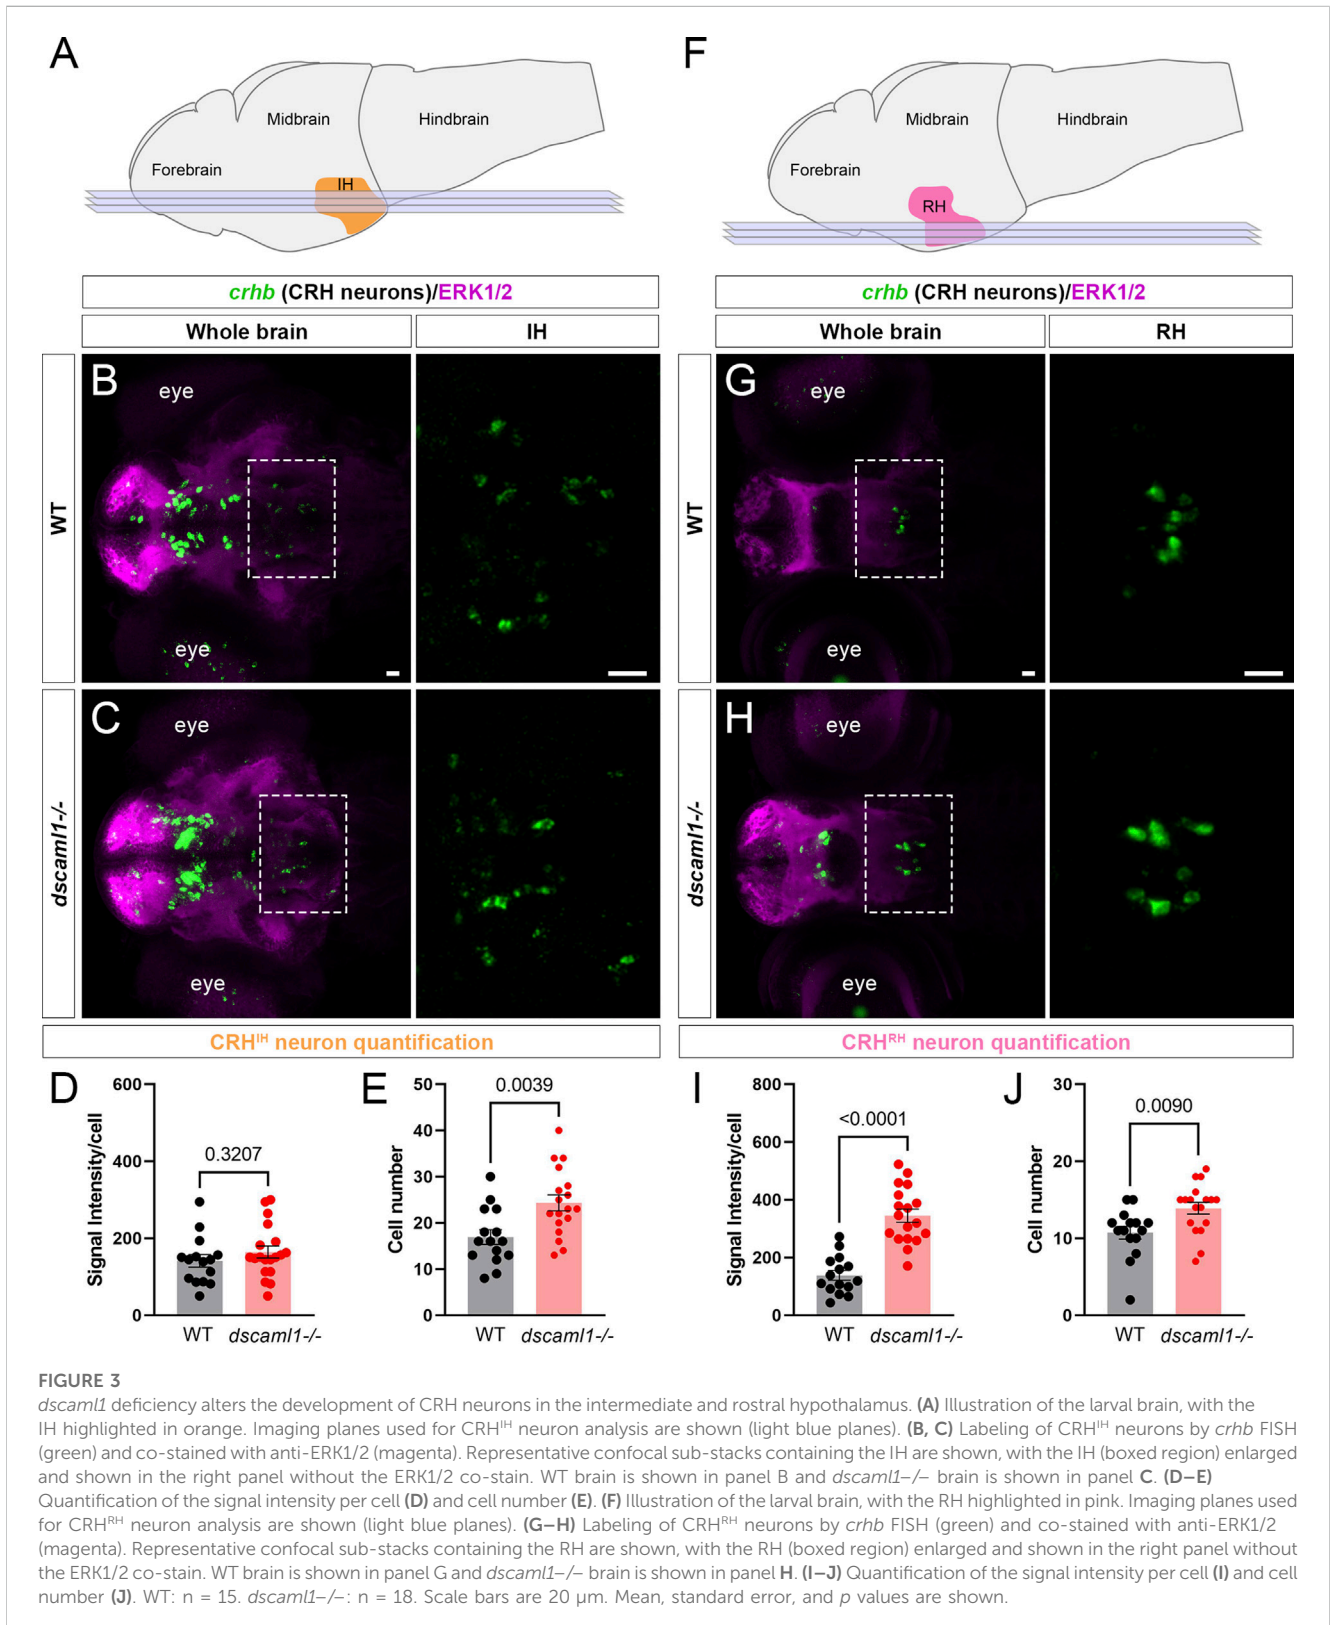 A
Midbrain
Hindbrain
Forebrain
IH
F
Midbrain
Hindbrain
Forebrain
RH
crhb (CRH neurons)/ERK1/2
Whole brain
IH
crhb (CRH neurons)/ERK1/2
Whole brain
RH
WT
B
eye
eye
WT
G
eye
eye
dscaml1-/-
C
eye
eye
dscaml1-/-
H
eye
eye
CRHIH neuron quantification
CRHRH neuron quantification
D
Signal Intensity/cell
600
400
200
0
0.3207
WT
dscaml1-/-
E
Cell number
50
40
30
20
10
0
0.0039
WT
dscaml1-/-
I
Signal Intensity/cell
800
600
400
200
0
<0.0001
WT
dscaml1-/-
J
Cell number
30
20
10
0
0.0090
WT
dscaml1-/-
FIGURE 3
dscaml1 deficiency alters the development of CRH neurons in the intermediate and rostral hypothalamus. (A) Illustration of the larval brain, with the
IH highlighted in orange. Imaging planes used for CRHIH neuron analysis are shown (light blue planes). (B, C) Labeling of CRHIH neurons by crhb FISH
(green) and co-stained with anti-ERK1/2 (magenta). Representative confocal sub-stacks containing the IH are shown, with the IH (boxed region) enlarged
and shown in the right panel without the ERK1/2 co-stain. WT brain is shown in panel B and dscaml1−/− brain is shown in panel C. (D–E)
Quantification of the signal intensity per cell (D) and cell number (E). (F) Illustration of the larval brain, with the RH highlighted in pink. Imaging planes used
for CRHRH neuron analysis are shown (light blue planes). (G–H) Labeling of CRHRH neurons by crhb FISH (green) and co-stained with anti-ERK1/2
(magenta). Representative confocal sub-stacks containing the RH are shown, with the RH (boxed region) enlarged and shown in the right panel without
the ERK1/2 co-stain. WT brain is shown in panel G and dscaml1−/− brain is shown in panel H. (I–J) Quantification of the signal intensity per cell (I) and cell
number (J). WT: n = 15. dscaml1−/−: n = 18. Scale bars are 20 μm. Mean, standard error, and p values are shown.